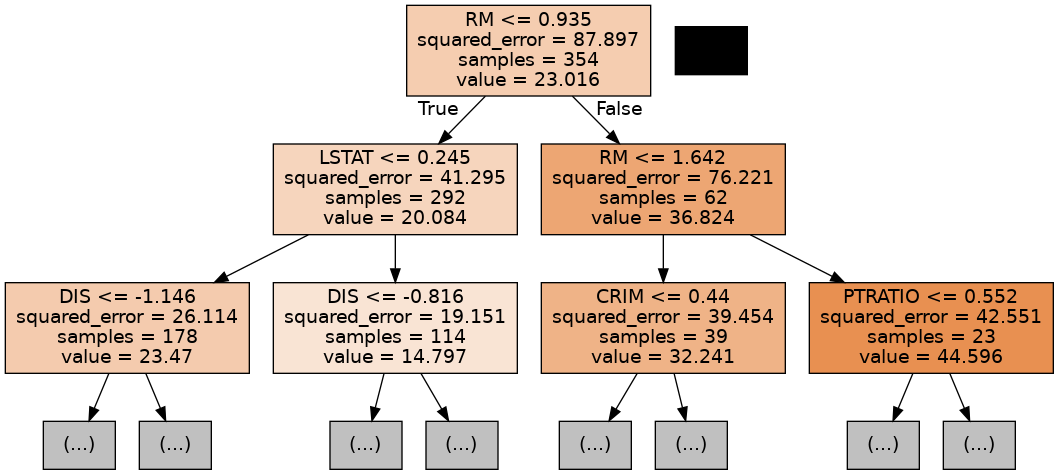 RM <= 0.935
squared_error = 87.897
samples = 354
value = 23.016
True
False
LSTAT <= 0.245
squared_error = 41.295
samples = 292
value = 20.084
RM <= 1.642
squared_error = 76.221
samples = 62
value = 36.824
DIS <= -1.146
squared_error = 26.114
samples = 178
value = 23.47
DIS <= -0.816
squared_error = 19.151
samples = 114
value = 14.797
CRIM <= 0.44
squared_error = 39.454
samples = 39
value = 32.241
PTRATIO <= 0.552
squared_error = 42.551
samples = 23
value = 44.596
(...)
(...)
(...)
(...)
(...)
(...)
(...)
(...)